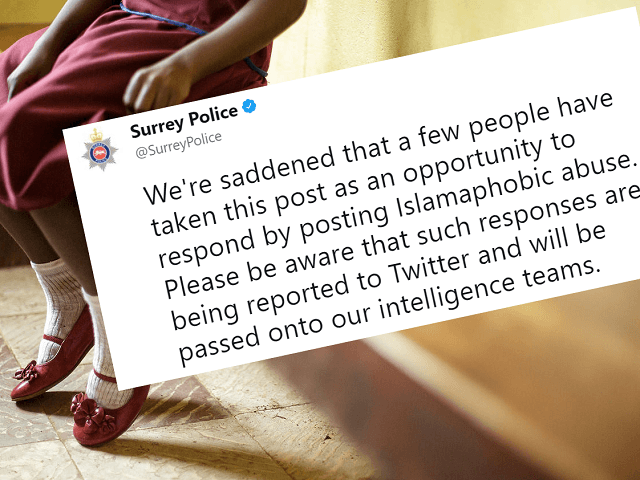 Surrey Police
@SurreyPolice
We're saddened that a few people have
taken this post as an opportunity to
respond by posting Islamaphobic abuse.
Please be aware that such responses are
being reported to Twitter and will be
passed onto our intelligence teams.